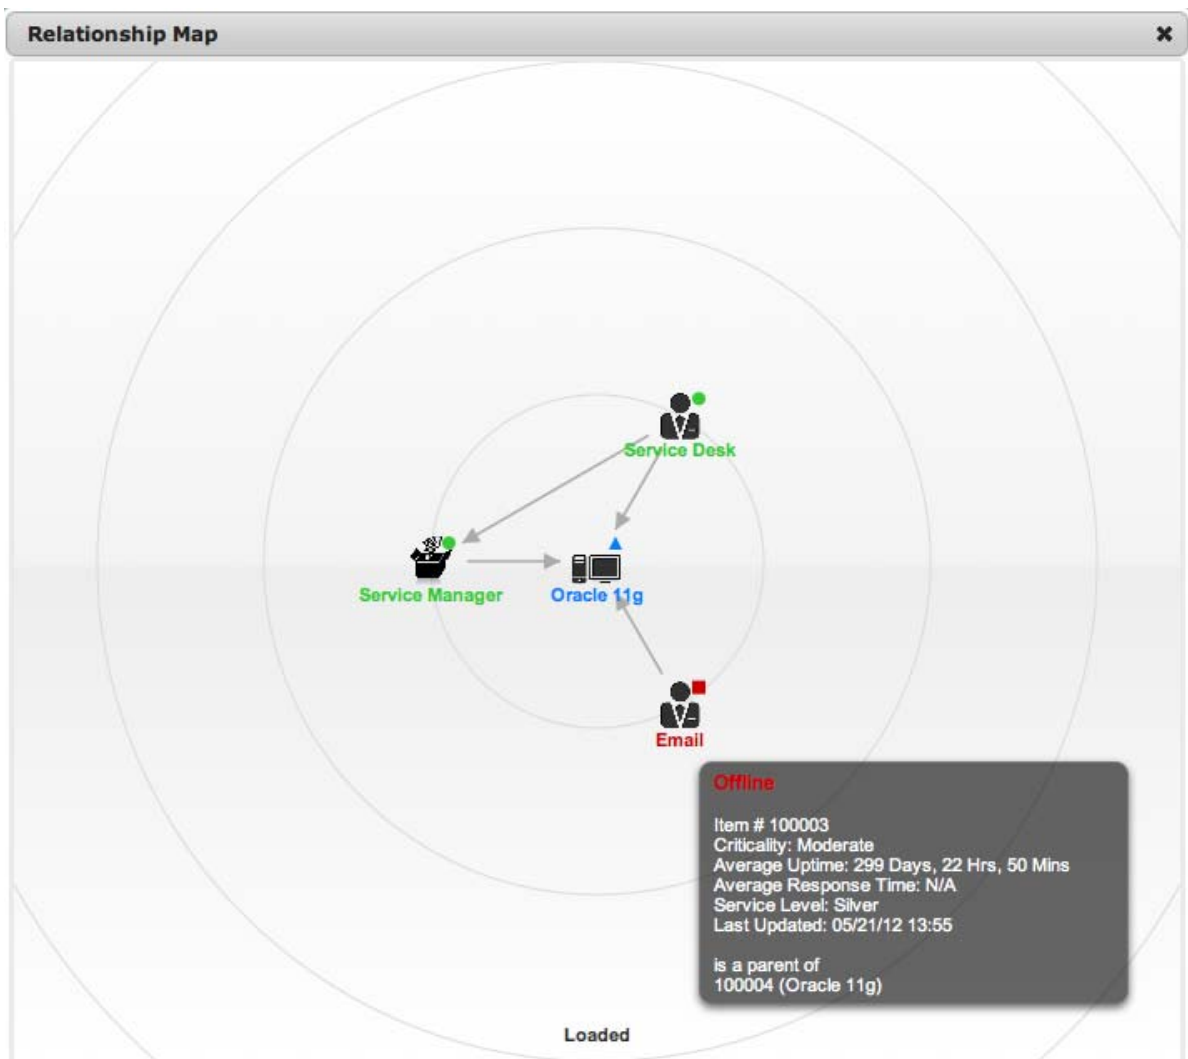 Relationship Map
Service Desk
Service Manager
Oracle 11g
Email
Offline
Item # 100003
Criticality: Moderate
Average Uptime: 299 Days, 22 Hrs, 50 Mins
Average Response Time: N/A
Service Level: Silver
Last Updated: 05/21/12 13:55
is a parent of
100004 (Oracle 11g)
Loaded